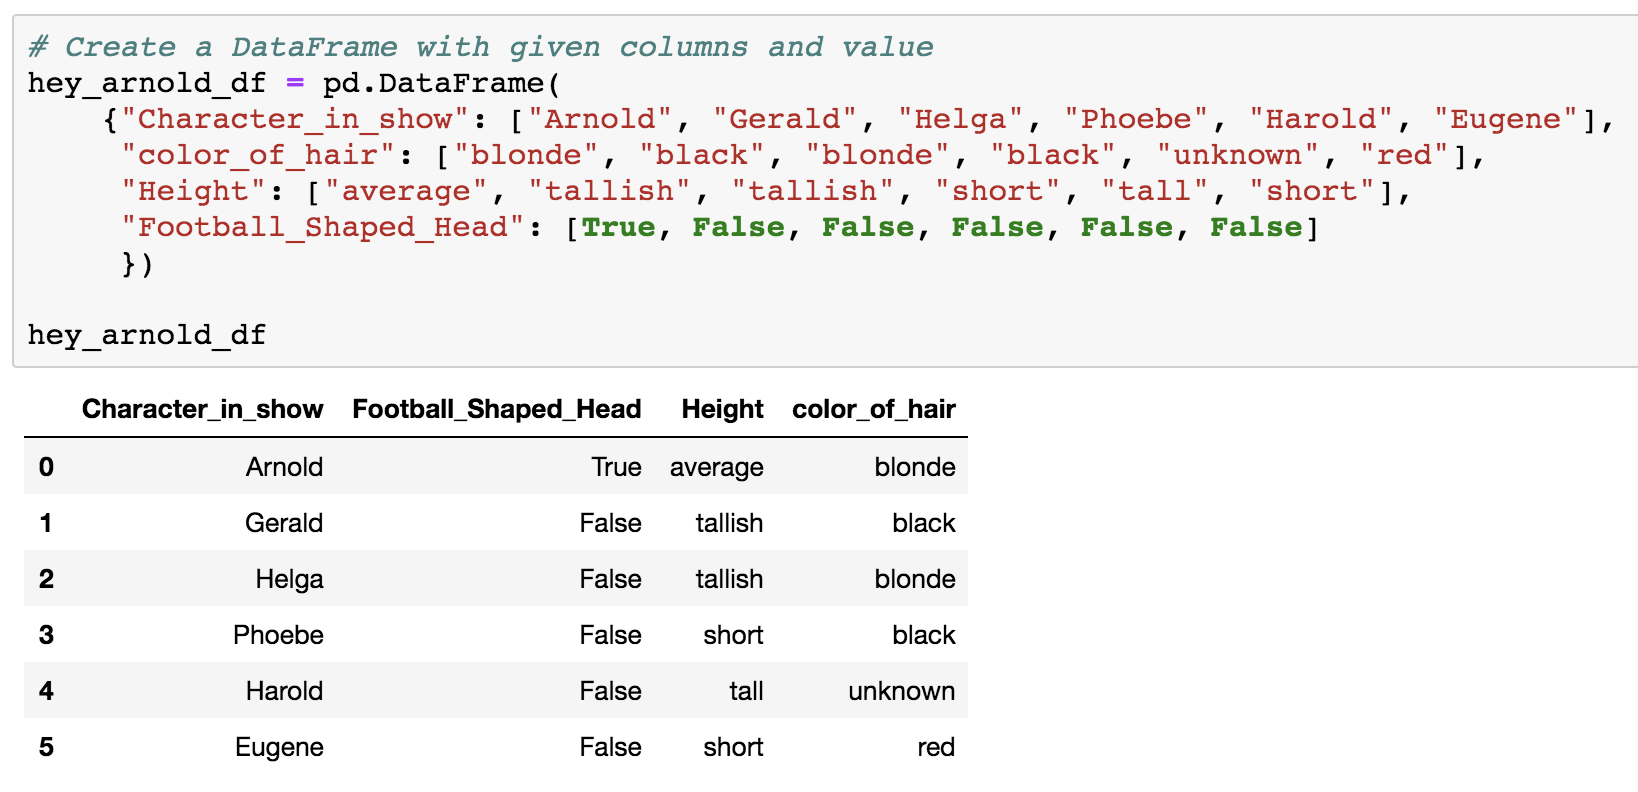 # Create a DataFrame with given columns and value
hey_arnold_df = pd.DataFrame(
    {"Character_in_show": ["Arnold", "Gerald", "Helga", "Phoebe", "Harold", "Eugene"],
     "color_of_hair": ["blonde", "black", "blonde", "black", "unknown", "red"],
     "Height": ["average", "tallish", "tallish", "short", "tall", "short"],
     "Football_Shaped_Head": [True, False, False, False, False, False]
     })
hey_arnold_df
Character_in_show Football_Shaped_Head Height color_of_hair
0 Arnold True average blonde
1 Gerald False tallish black
2 Helga False tallish blonde
3 Phoebe False short black
4 Harold False tall unknown
5 Eugene False short red